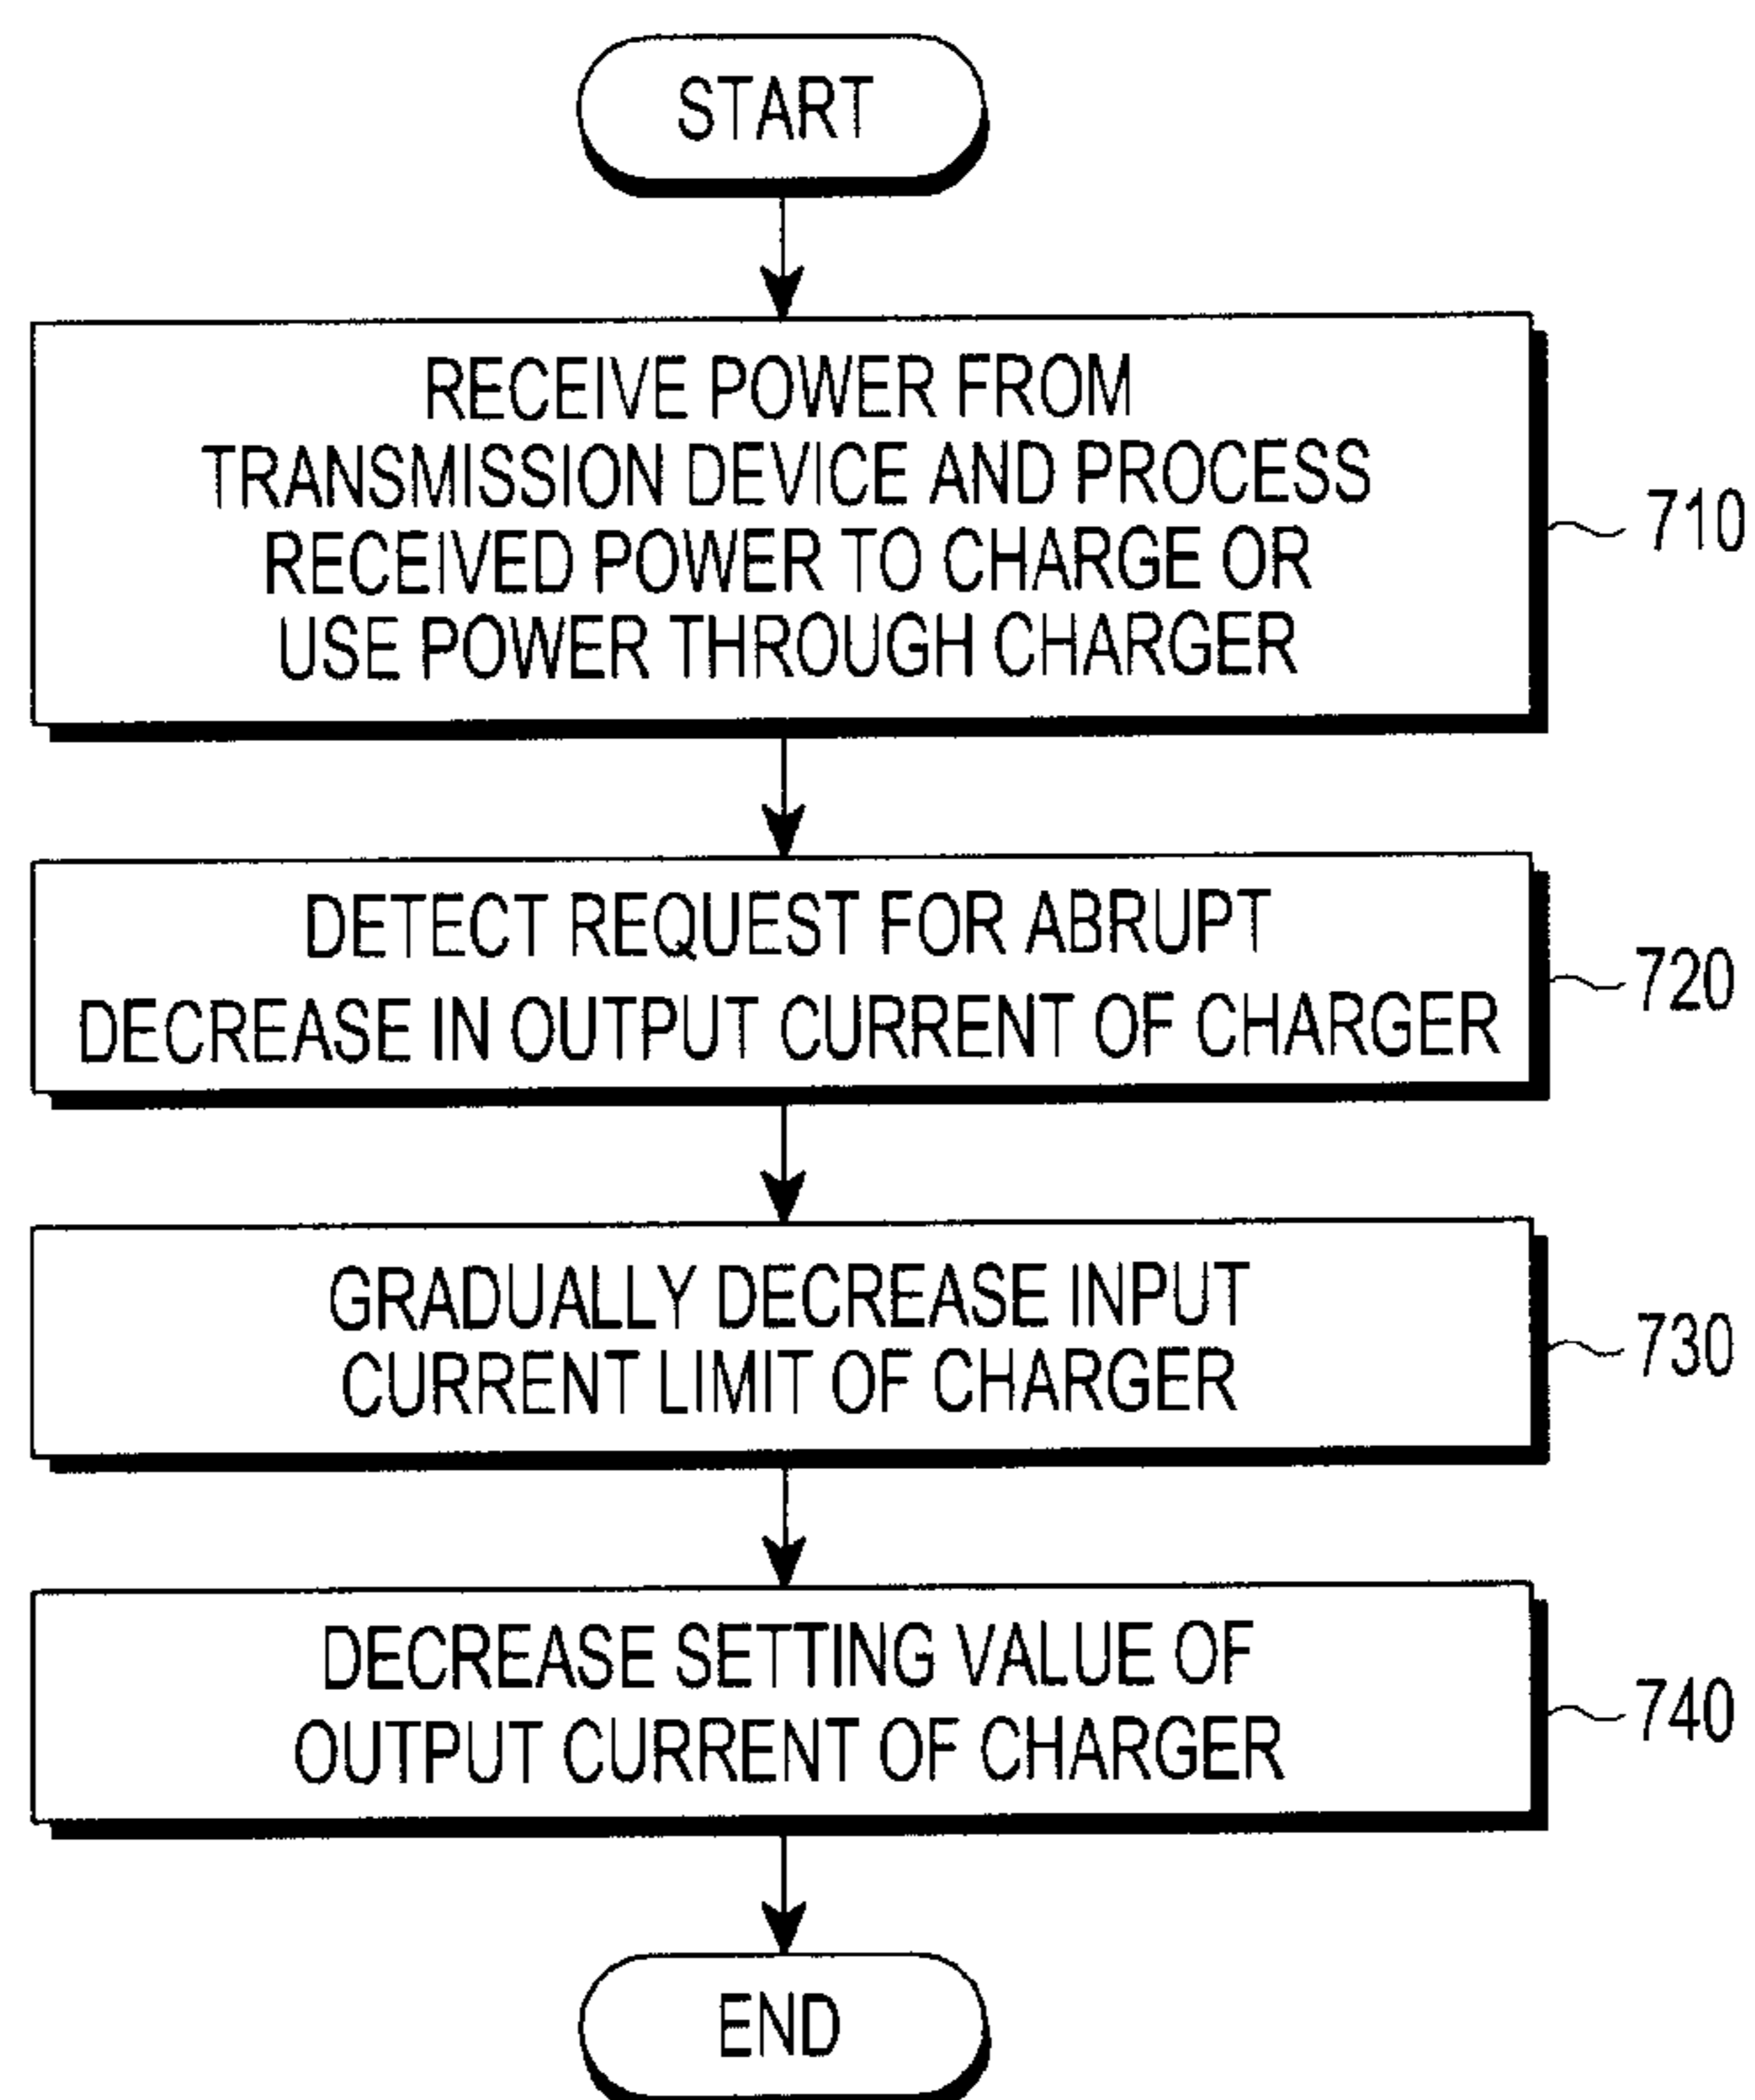 START
RECEIVE POWER FROM
TRANSMISSION DEVICE AND PROCESS
RECEIVED POWER TO CHARGE OR
USE POWER THROUGH CHARGER
710
DETECT REQUEST FOR ABRUPT
DECREASE IN OUTPUT CURRENT OF CHARGER
720
GRADUALLY DECREASE INPUT
CURRENT LIMIT OF CHARGER
730
DECREASE SETTING VALUE OF
OUTPUT CURRENT OF CHARGER
740
END